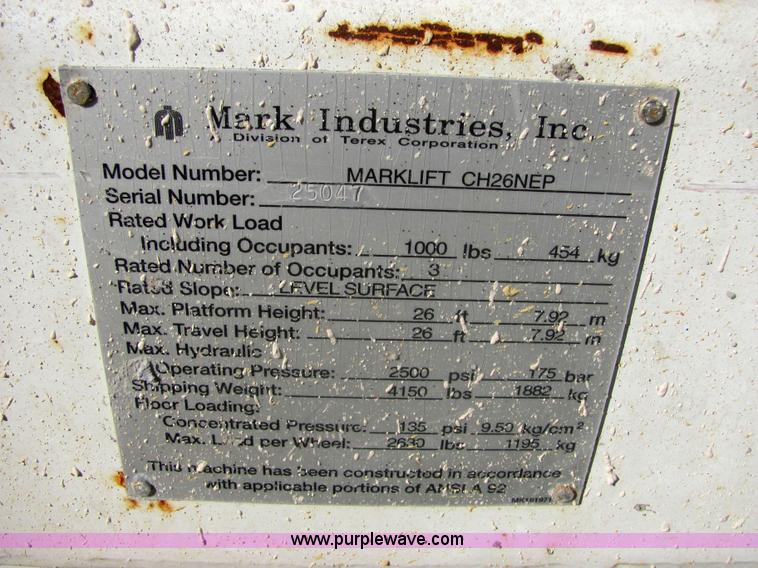 Mark Industries, Inc.
A Division of Terex Corporation
Model Number: MARKLIFT CH26NEP
Serial Number: 25047
Rated Work Load
Including Occupants: 1000 lbs 454 kg
Rated Number of Occupants: 3
Rated Slope: LEVEL SURFACE
Max. Platform Height: 26 ft 7.92 m
Max. Travel Height: 26 ft 7.92 m
Max. Hydraulic
Operating Pressure: 2500 psi 175 bar
Shipping Weight: 4150 lbs 1882 kg
Floor Loading:
Concentrated Pressure: 135 psi 9.50 kg/cm²
Max. Load per Wheel: 2630 lbs 1195 kg
This machine has been constructed in accordance
with applicable portions of ANSI A 92
www.purplewave.com